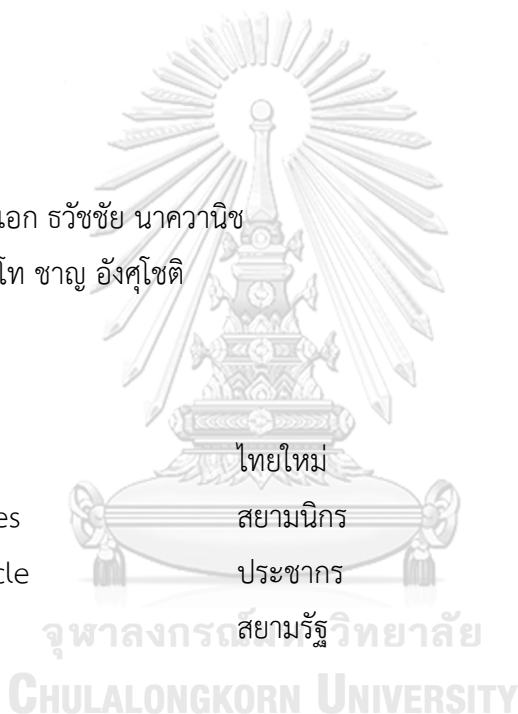 เอก ธวัชชัย นาควานิช
โท ชาญ อังศุโชติ
ไทยใหม่
es สยามนิกร
cle ประชากร
สยามรัฐ
จุฬาลงกรณ์มหาวิทยาลัย
CHULALONGKORN UNIVERSITY